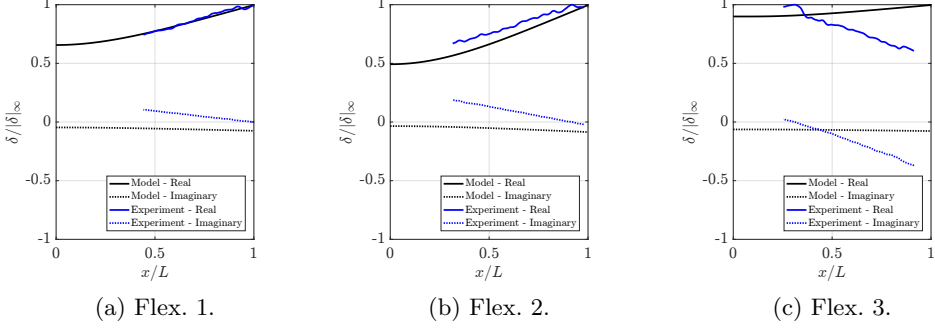 1
0.5
0
-0.5
-1
δ/|δ|∞
Model - Real
Model - Imaginary
Experiment - Real
Experiment - Imaginary
0
0.5
1
x/L
(a) Flex. 1.
1
0.5
0
-0.5
-1
δ/|δ|∞
Model - Real
Model - Imaginary
Experiment - Real
Experiment - Imaginary
0
0.5
1
x/L
(b) Flex. 2.
1
0.5
0
-0.5
-1
δ/|δ|∞
Model - Real
Model - Imaginary
Experiment - Real
Experiment - Imaginary
0
0.5
1
x/L
(c) Flex. 3.